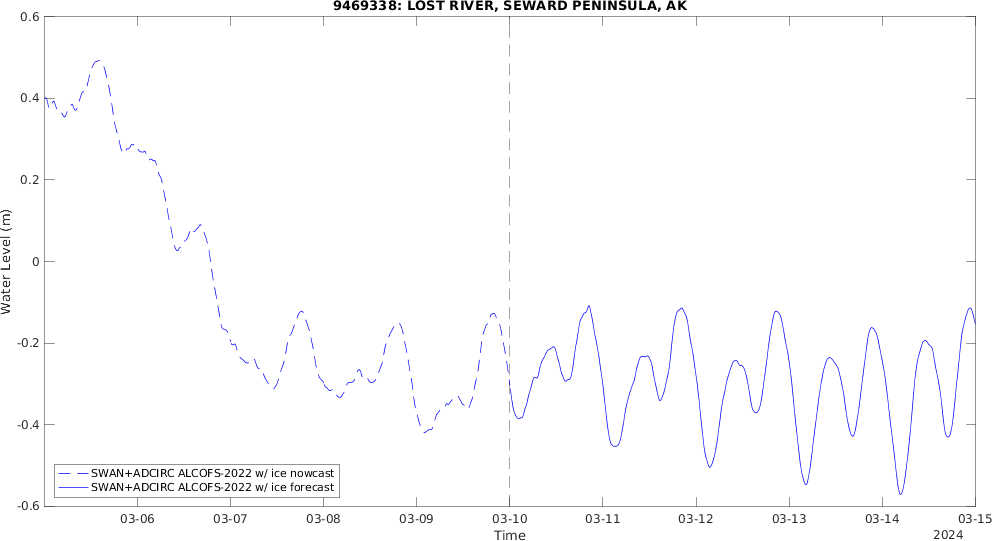 9469338: LOST RIVER, SEWARD PENINSULA, AK
0.6
0.4
0.2
0
-0.2
-0.4
-0.6
Water Level (m)
SWAN+ADCIRC ALCOFS-2022 w/ ice nowcast
SWAN+ADCIRC ALCOFS-2022 w/ ice forecast
03-06 03-07 03-08 03-09 03-10 03-11 03-12 03-13 03-14 03-15
Time
2024